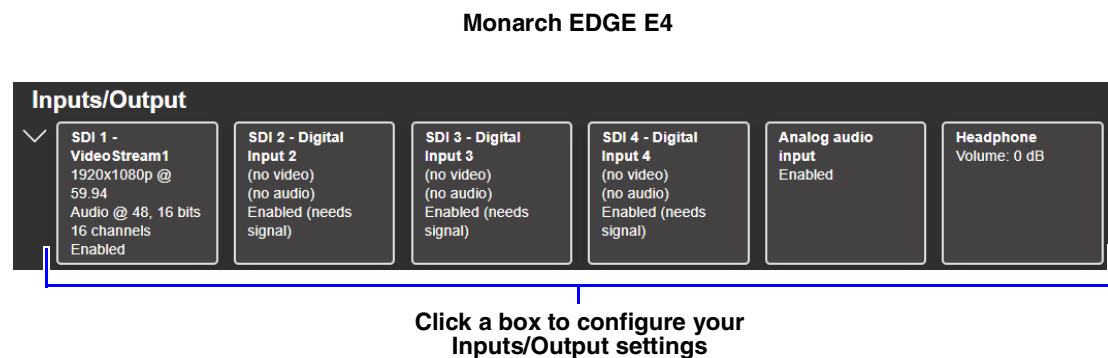 Monarch EDGE E4
Inputs/Output
SDI 1 -
VideoStream1
1920x1080p @
59.94
Audio @ 48, 16 bits
16 channels
Enabled
SDI 2 - Digital
Input 2
(no video)
(no audio)
Enabled (needs
signal)
SDI 3 - Digital
Input 3
(no video)
(no audio)
Enabled (needs
signal)
SDI 4 - Digital
Input 4
(no video)
(no audio)
Enabled (needs
signal)
Analog audio
input
Enabled
Headphone
Volume: 0 dB
Click a box to configure your
Inputs/Output settings